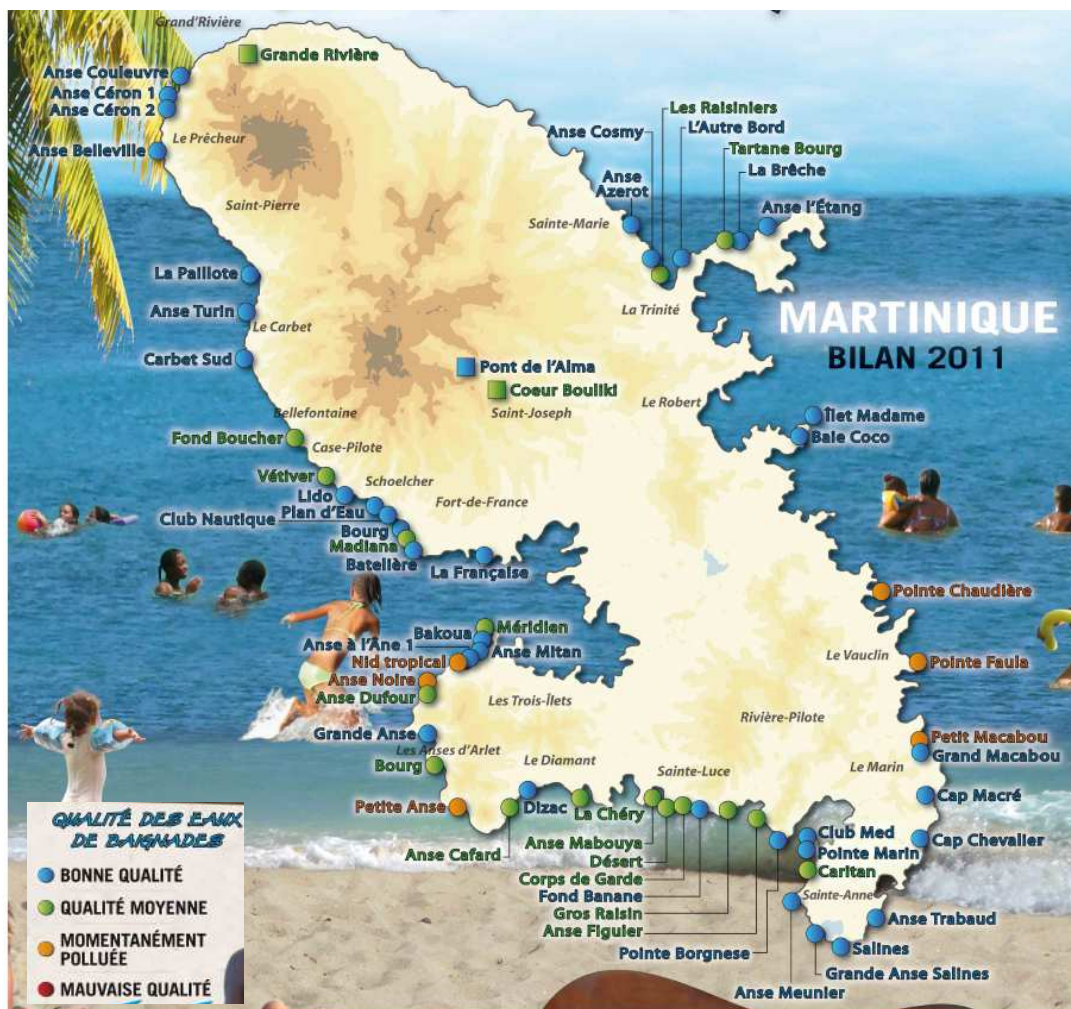 Grand'Rivière
Grande Rivière
Anse Couleuvre
Anse Céron 1
Anse Céron 2
Le Prêcheur
Anse Belleville
Saint-Pierre
La Paillote
Anse Turin
Le Carbet
Carbet Sud
Les Raisiniers
Anse Cosmy
L'Autre Bord
Tartane Bourg
La Brêche
Anse
Azerot
Anse l'Étang
Sainte-Marie
La Trinité
MARTINIQUE
BILAN 2011
Pont de l'Alma
Coeur Bouliki
Saint-Joseph
Le Robert
Îlet Madame
Baie Coco
Bellefontaine
Fond Boucher
Case-Pilote
Vétiver
Schoelcher
Lido
Fort-de-France
Plan d'Eau
Club Nautique
Bourg
Madiana
Batelière
La Française
Pointe Chaudière
Méridien
Bakoua
Anse à l'Âne 1
Anse Mitan
Nid tropical
Anse Noire
Anse Dufour
Le Vauclin
Pointe Faula
Les Trois-Îlets
Rivière-Pilote
Grande Anse
Les Anses d'Arlet
Petit Macabou
Grand Macabou
Bourg
Le Diamant
Sainte-Luce
Le Marin
Petite Anse
Dizac
La Chéry
Cap Macré
Anse Cafard
Anse Mabouya
Désert
Corps de Garde
Fond Banane
Gros Raisin
Anse Figuier
Pointe Borgnese
Club Med
Pointe Marin
Caritan
Cap Chevalier
Sainte-Anne
Anse Trabaud
Salines
Grande Anse Salines
Anse Meunier
QUALITÉ DES EAUX
DE BAIGNADES
BONNE QUALITÉ
QUALITÉ MOYENNE
MOMENTANÉMENT
POLLUÉE
MAUVAISE QUALITÉ